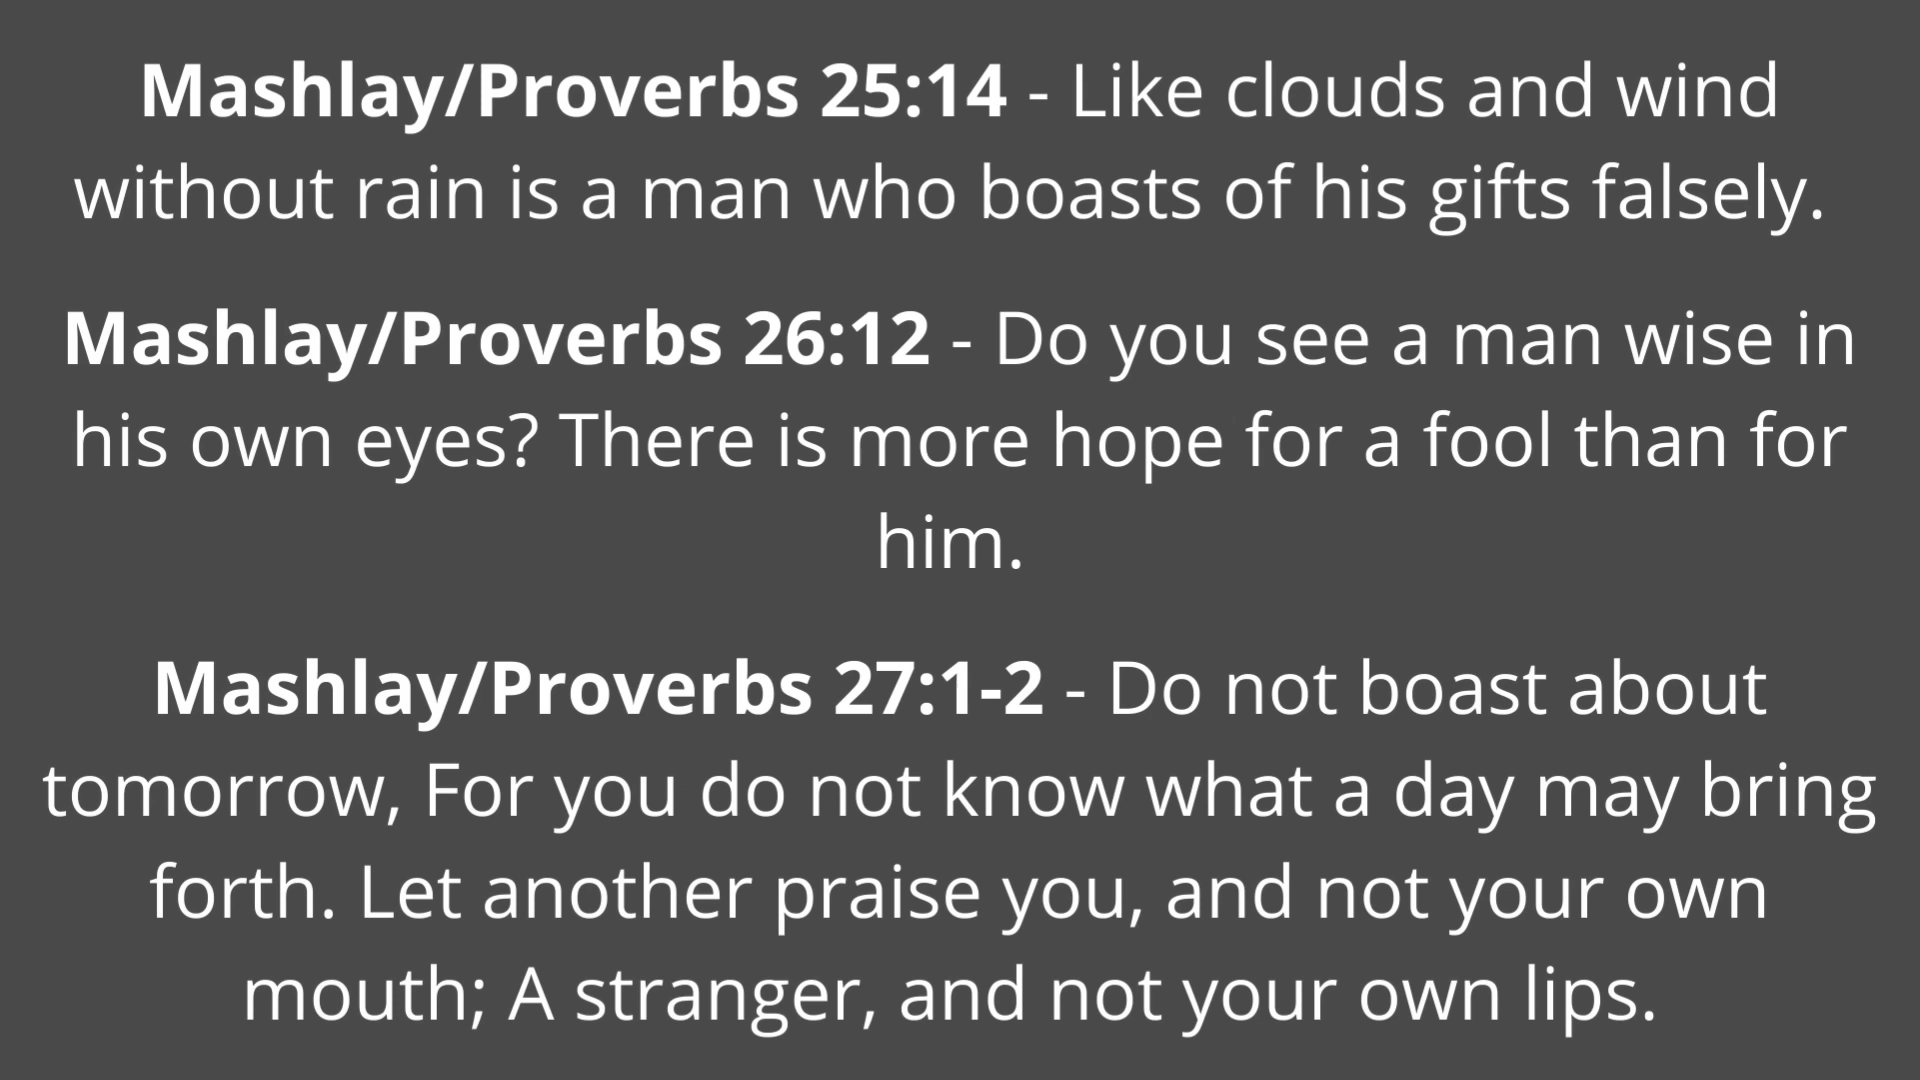 Mashlay/Proverbs 25:14 - Like clouds and wind
without rain is a man who boasts of his gifts falsely.
Mashlay/Proverbs 26:12 - Do you see a man wise in
his own eyes? There is more hope for a fool than for
him.
Mashlay/Proverbs 27:1-2 - Do not boast about
tomorrow, For you do not know what a day may bring
forth. Let another praise you, and not your own
mouth; A stranger, and not your own lips.